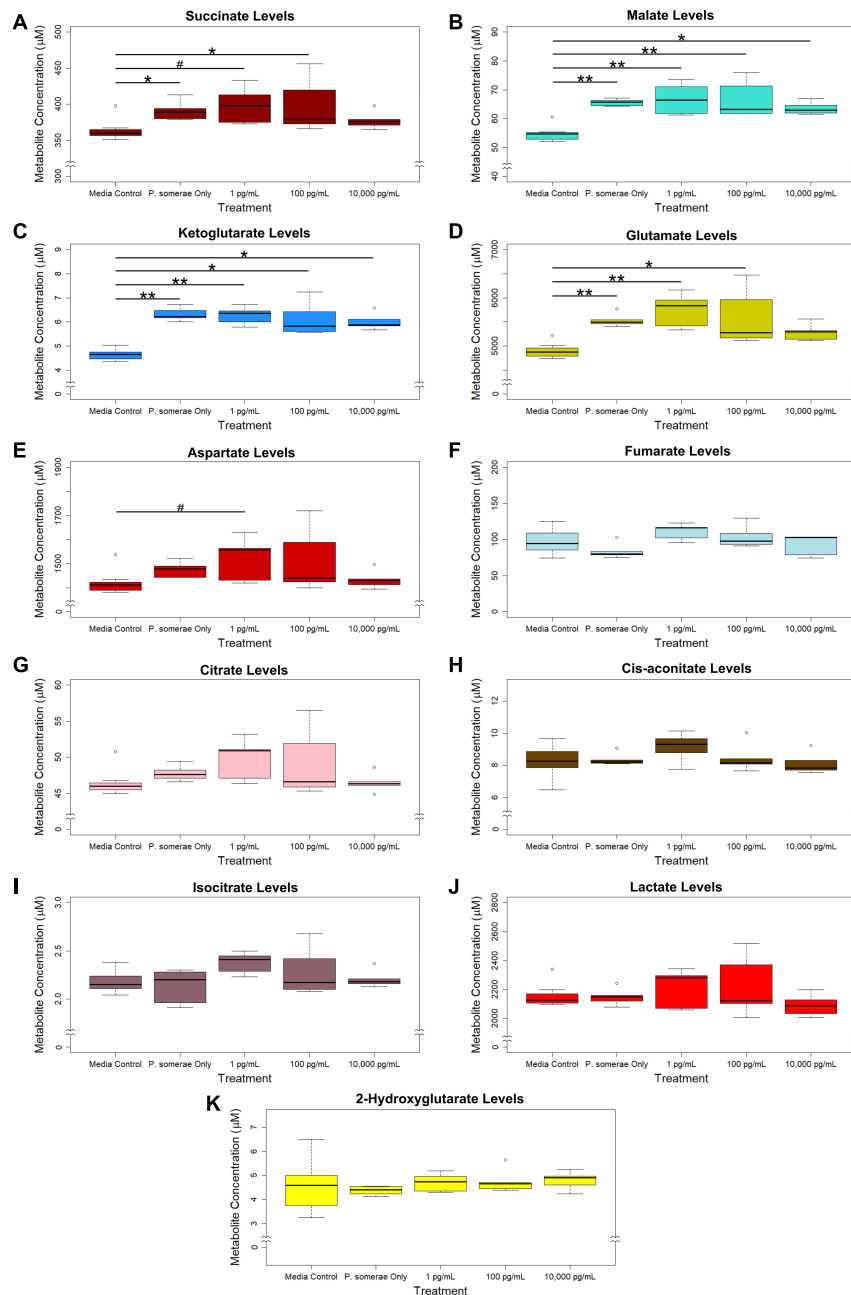 A
Succinate Levels
Metabolite Concentration (μM)
500
450
400
350
300
*
#
*
Media Control
P. somerae Only
1 pg/mL
100 pg/mL
10,000 pg/mL
Treatment
B
Malate Levels
Metabolite Concentration (μM)
90
80
70
60
50
40
*
**
**
**
Media Control
P. somerae Only
1 pg/mL
100 pg/mL
10,000 pg/mL
Treatment
C
Ketoglutarate Levels
Metabolite Concentration (μM)
9
8
7
6
5
4
0
*
*
**
**
Media Control
P. somerae Only
1 pg/mL
100 pg/mL
10,000 pg/mL
Treatment
D
Glutamate Levels
Metabolite Concentration (μM)
7000
6000
5000
0
*
**
**
Media Control
P. somerae Only
1 pg/mL
100 pg/mL
10,000 pg/mL
Treatment
E
Aspartate Levels
Metabolite Concentration (μM)
1900
1700
1500
0
#
Media Control
P. somerae Only
1 pg/mL
100 pg/mL
10,000 pg/mL
Treatment
F
Fumarate Levels
Metabolite Concentration (μM)
200
150
100
50
0
Media Control
P. somerae Only
1 pg/mL
100 pg/mL
10,000 pg/mL
Treatment
G
Citrate Levels
Metabolite Concentration (μM)
60
55
50
45
0
Media Control
P. somerae Only
1 pg/mL
100 pg/mL
10,000 pg/mL
Treatment
H
Cis-aconitate Levels
Metabolite Concentration (μM)
12
10
8
6
0
Media Control
P. somerae Only
1 pg/mL
100 pg/mL
10,000 pg/mL
Treatment
I
Isocitrate Levels
Metabolite Concentration (μM)
3.0
2.5
2.0
0
Media Control
P. somerae Only
1 pg/mL
100 pg/mL
10,000 pg/mL
Treatment
J
Lactate Levels
Metabolite Concentration (μM)
2800
2600
2400
2200
2000
0
Media Control
P. somerae Only
1 pg/mL
100 pg/mL
10,000 pg/mL
Treatment
K
2-Hydroxyglutarate Levels
Metabolite Concentration (μM)
7
6
5
4
3
0
Media Control
P. somerae Only
1 pg/mL
100 pg/mL
10,000 pg/mL
Treatment